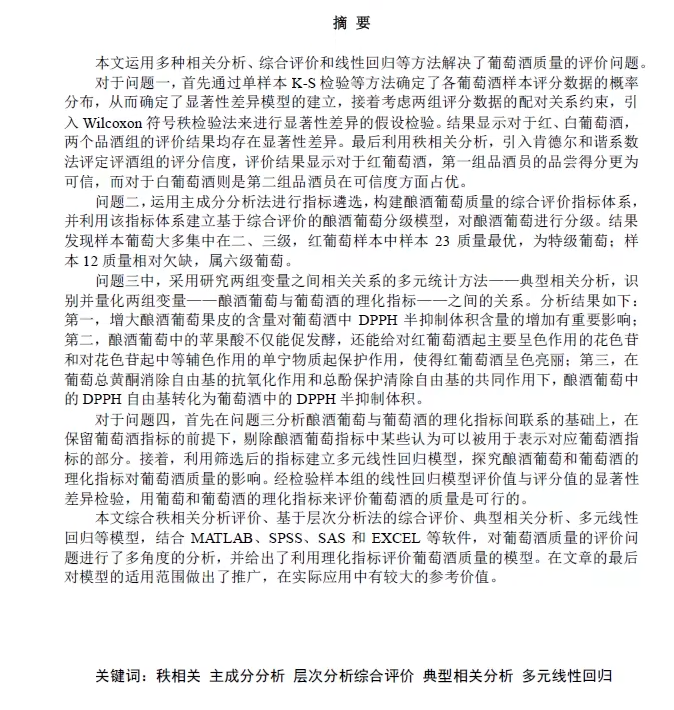 摘 要
本文运用多种相关分析、综合评价和线性回归等方法解决了葡萄酒质量的评价问题。
对于问题一，首先通过单样本 K-S 检验等方法确定了各葡萄酒样本评分数据的概率
分布，从而确定了显著性差异模型的建立，接着考虑两组评分数据的配对关系约束，引
入 Wilcoxon 符号秩检验法来进行显著性差异的假设检验。结果显示对于红、白葡萄酒，
两个品酒组的评价结果均存在显著性差异。最后利用秩相关分析，引入肯德尔和谐系数
法评定评酒组的评分信度，评价结果显示对于红葡萄酒，第一组品酒员的品尝得分更为
可信，而对于白葡萄酒则是第二组品酒员在可信度方面占优。
问题二，运用主成分分析法进行指标遴选，构建酿酒葡萄质量的综合评价指标体系，
并利用该指标体系建立基于综合评价的酿酒葡萄分级模型，对酿酒葡萄进行分级。结果
发现样本葡萄大多集中在二、三级，红葡萄样本中样本 23 质量最优，为特级葡萄；样
本 12 质量相对欠缺，属六级葡萄。
问题三中，采用研究两组变量之间相关关系的多元统计方法——典型相关分析，识
别并量化两组变量——酿酒葡萄与葡萄酒的理化指标——之间的关系。分析结果如下：
第一，增大酿酒葡萄果皮的含量对葡萄酒中 DPPH 半抑制体积含量的增加有重要影响；
第二，酿酒葡萄中的苹果酸不仅能促发酵，还能给对红葡萄酒起主要呈色作用的花色苷
和对花色苷起中等辅色作用的单宁物质起保护作用，使得红葡萄酒呈色亮丽；第三，在
葡萄总黄酮消除自由基的抗氧化作用和总酚保护清除自由基的共同作用下，酿酒葡萄中
的 DPPH 自由基转化为葡萄酒中的 DPPH 半抑制体积。
对于问题四，首先在问题三分析酿酒葡萄与葡萄酒的理化指标间联系的基础上，在
保留葡萄酒指标的前提下，剔除酿酒葡萄指标中某些认为可以被用于表示对应葡萄酒指
标的部分。接着，利用筛选后的指标建立多元线性回归模型，探究酿酒葡萄和葡萄酒的
理化指标对葡萄酒质量的影响。经检验样本组的线性回归模型评价值与评分值的显著性
差异检验，用葡萄和葡萄酒的理化指标来评价葡萄酒的质量是可行的。
本文综合秩相关分析评价、基于层次分析法的综合评价、典型相关分析、多元线性
回归等模型，结合 MATLAB、SPSS、SAS 和 EXCEL 等软件，对葡萄酒质量的评价问
题进行了多角度的分析，并给出了利用理化指标评价葡萄酒质量的模型。在文章的最后
对模型的适用范围做出了推广，在实际应用中有较大的参考价值。
关键词：秩相关 主成分分析 层次分析综合评价 典型相关分析 多元线性回归